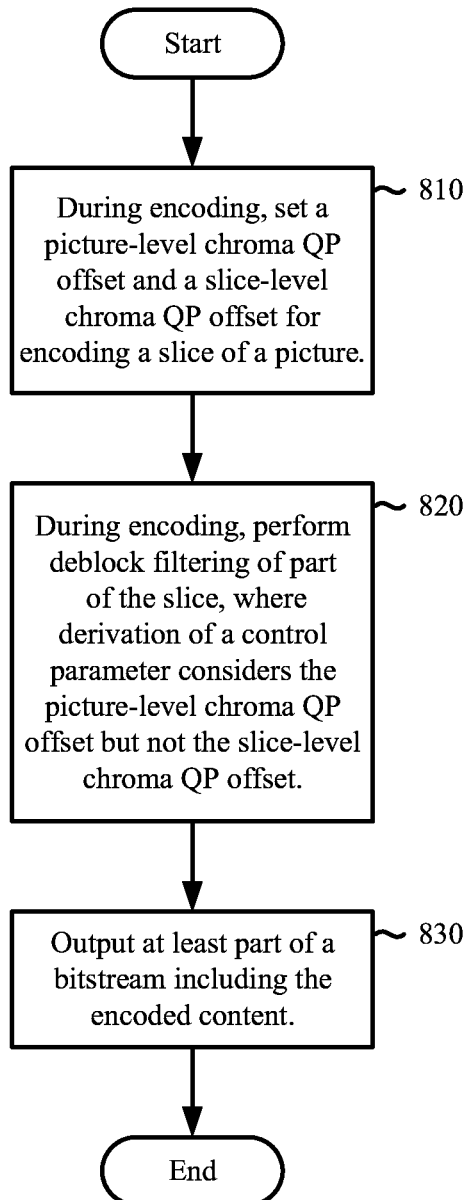 Start
810
During encoding, set a
picture-level chroma QP
offset and a slice-level
chroma QP offset for
encoding a slice of a picture.
820
During encoding, perform
deblock filtering of part
of the slice, where
derivation of a control
parameter considers the
picture-level chroma QP
offset but not the slice-level
chroma QP offset.
830
Output at least part of a
bitstream including the
encoded content.
End